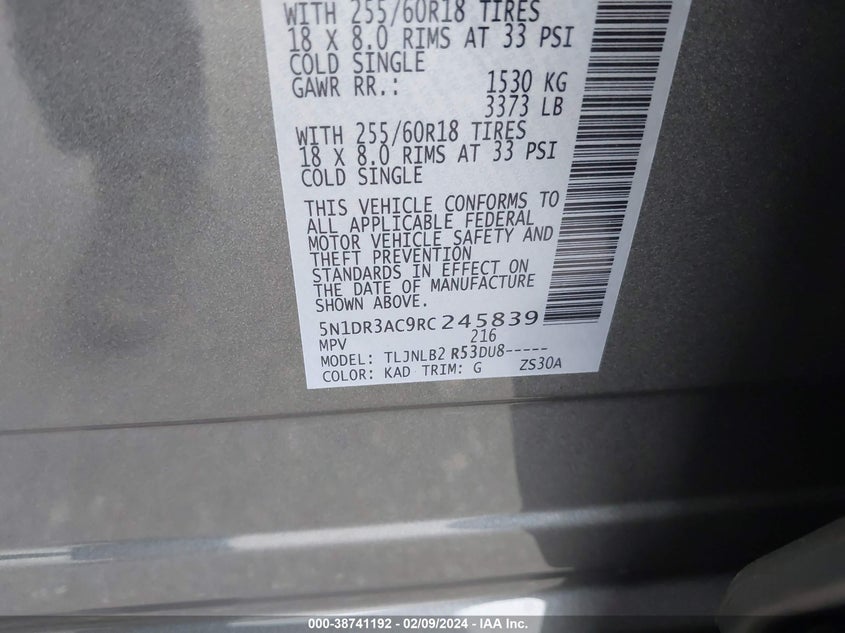 WITH 255/60R18 TIRES
18 X 8.0 RIMS AT 33 PSI
COLD SINGLE
GAWR RR.: 1530 KG
3373 LB
WITH 255/60R18 TIRES
18 X 8.0 RIMS AT 33 PSI
COLD SINGLE
THIS VEHICLE CONFORMS TO
ALL APPLICABLE FEDERAL
MOTOR VEHICLE SAFETY AND
THEFT PREVENTION
STANDARDS IN EFFECT ON
THE DATE OF MANUFACTURE
SHOWN ABOVE.
5N1DR3AC9RC245839
MPV 216
MODEL: TLJNLB2 R53DU8-----
COLOR: KAD TRIM: G ZS30A
000-38741192 - 02/09/2024 - IAA Inc.